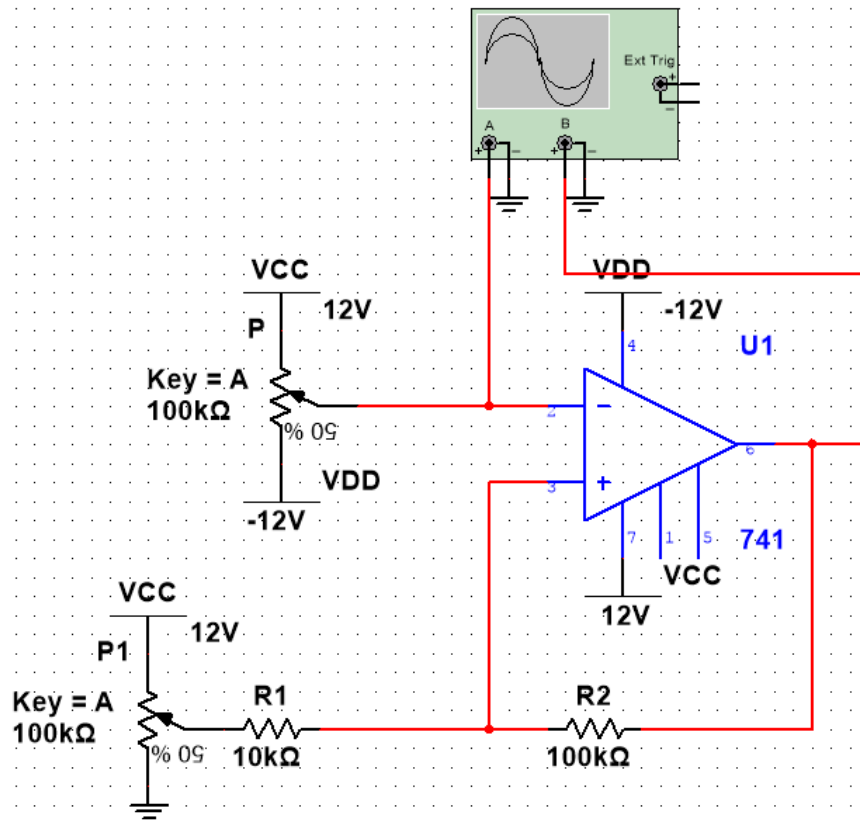 Ext Trig
+
−
A
B
+
−
+
−
VCC
12V
P
Key = A
100kΩ
50 %
VDD
-12V
VDD
-12V
4
U1
2
−
3
+
6
7
1
5
741
VCC
12V
VCC
12V
P1
Key = A
100kΩ
50 %
R1
10kΩ
R2
100kΩ